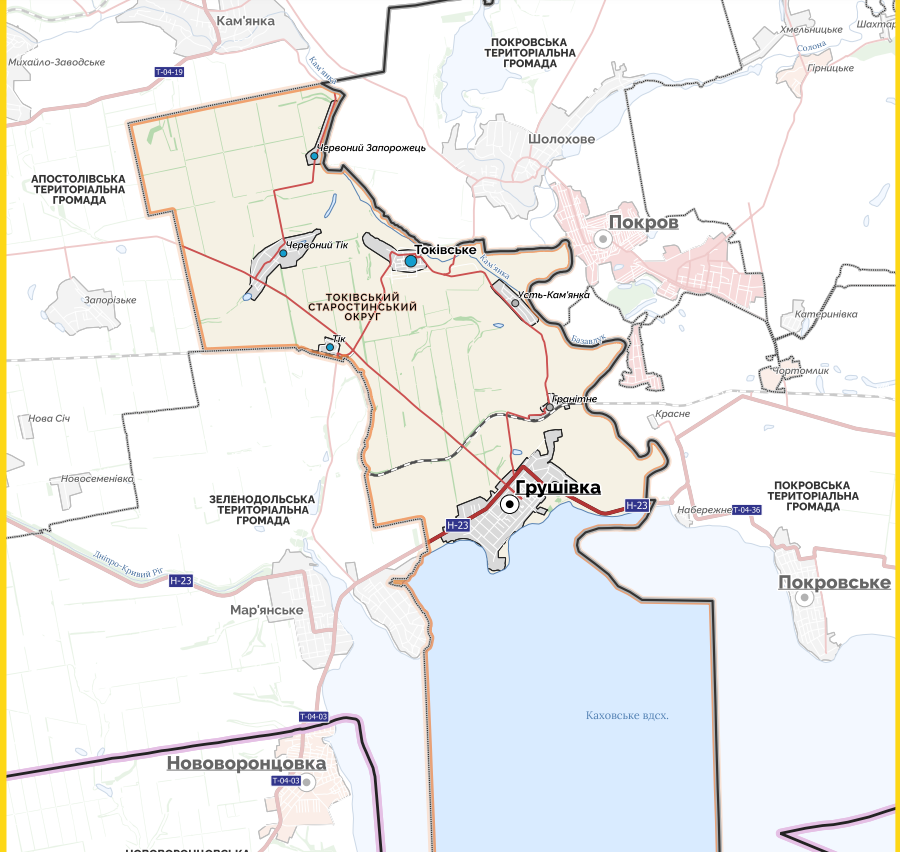 Кам'янка
Хмельницьке
ПОКРОВСЬКА
ТЕРИТОРІАЛЬНА
ГРОМАДА
Солона
Михайло-Заводське
Т-04-19
Кам'янка
Гірницьке
Шолохове
Червоний Запорожець
АПОСТОЛІВСЬКА
ТЕРИТОРІАЛЬНА
ГРОМАДА
Покров
Червоний Тік
Токівське
Кам'янка
Запорізьке
ТОКІВСЬКИЙ
СТАРОСТИНСЬКИЙ
ОКРУГ
Усть-Кам'янка
Катеринівка
Тік
Базавлук
Чортомлик
Гранітне
Красне
Нова Січ
Новосеменівка
Грушівка
ЗЕЛЕНОДОЛЬСЬКА
ТЕРИТОРІАЛЬНА
ГРОМАДА
ПОКРОВСЬКА
ТЕРИТОРІАЛЬНА
ГРОМАДА
Н-23
Н-23
Набережне
Т-04-36
Дніпро-Кривий Ріг
Н-23
Покровське
Мар'янське
Каховське вдсх.
Т-04-03
Нововоронцовка
Т-04-03